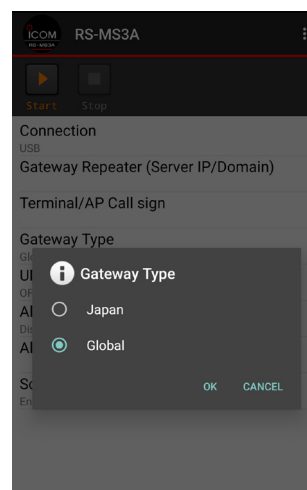 ICOM
RS-MS3A
RS-MS3A
Start
Stop
Connection
USB
Gateway Repeater (Server IP/Domain)
Terminal/AP Call sign
Gateway Type
Gateway Type
Japan
Global
OK
CANCEL